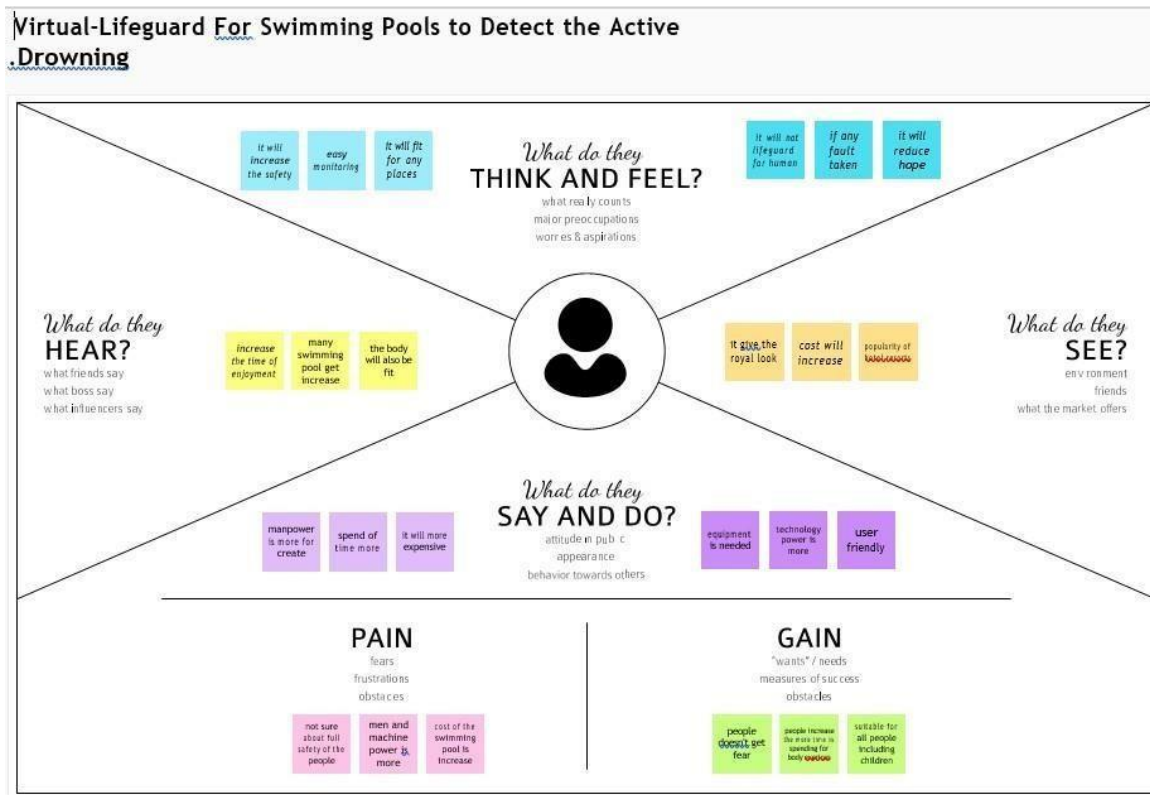 Virtual-Lifeguard For Swimming Pools to Detect the Active
.Drowning
it will
increase
the safety
easy
monitoring
it will fit
for any
places
What do they
THINK AND FEEL?
what really counts
major preoccupations
worries & aspirations
it will not
lifeguard
for human
if any
fault
taken
it will
reduce
hope
What do they
HEAR?
what friends say
what boss say
what influencers say
increase
the time of
enjoyment
many
swimming
pool get
increase
the body
will also be
fit
it give the
royal look
cost will
increase
popularity of
What do they
SEE?
environment
friends
what the market offers
What do they
SAY AND DO?
attitude in public
appearance
behavior towards others
manpower
is more for
create
spend of
time more
it will more
expensive
equipment
is needed
technology
power is
more
user
friendly
PAIN
fears
frustrations
obstacles
not sure
about full
safety of the
people
men and
machine
power is
more
cost of the
swimming
pool is
increase
GAIN
"wants" / needs
measures of success
obstacles
people
doesn't get
fear
people increase
the more time is
spending for
body
suitable for
all people
including
children